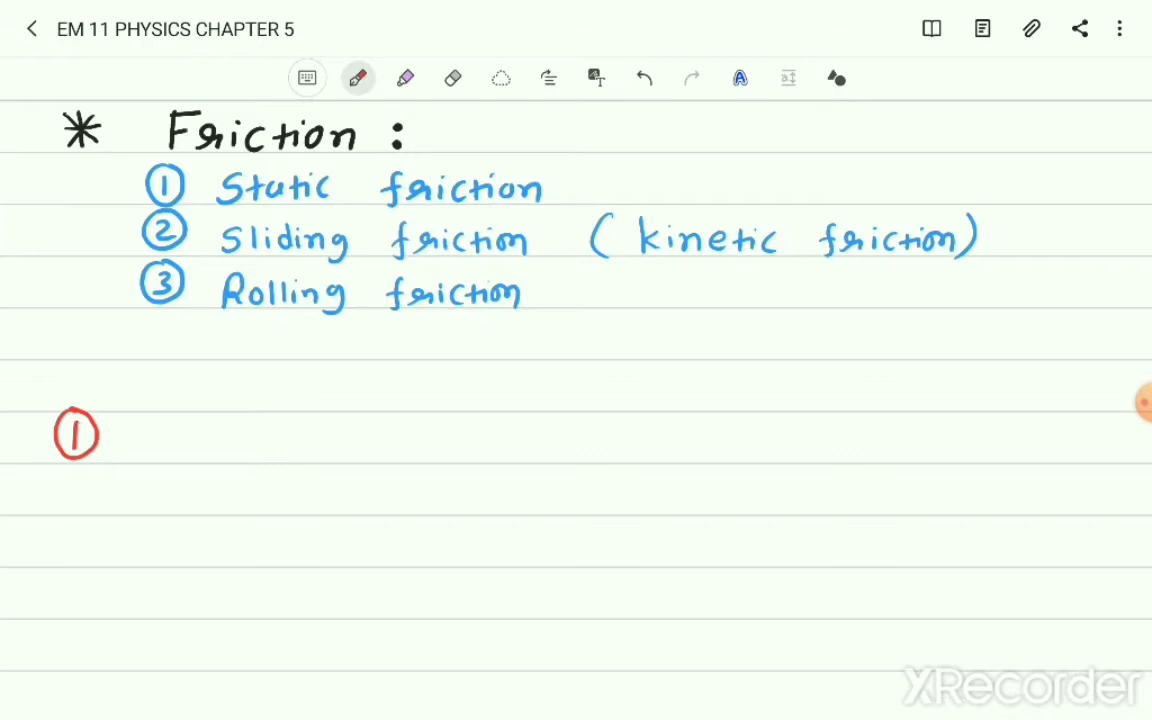 EM 11 PHYSICS CHAPTER 5
* Friction :
① Static friction
② Sliding friction ( kinetic friction)
③ Rolling friction
①
XRecorder